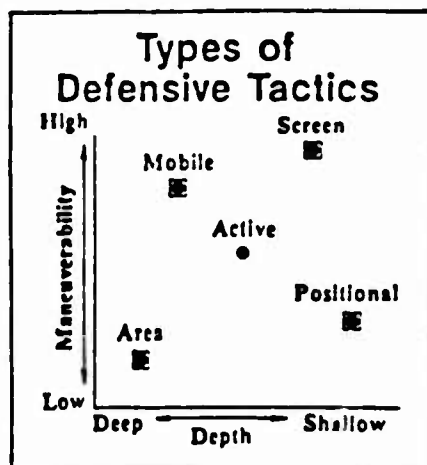 Types of
Defensive Tactics
High
Screen
Mobile
Active
Maneuverability
Positional
Area
Low
Deep
Shallow
Depth